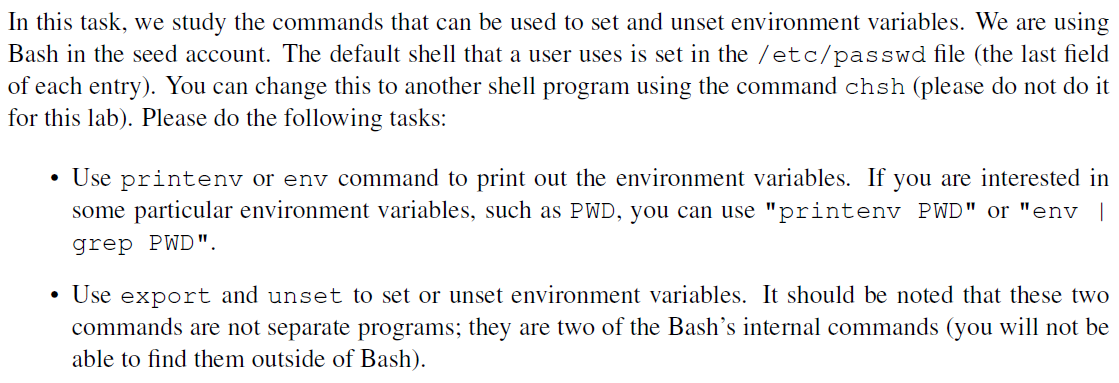 In this task, we study the commands that can be used to set and unset environment variables. We are using
Bash in the seed account. The default shell that a user uses is set in the /etc/passwd file (the last field
of each entry). You can change this to another shell program using the command chsh (please do not do it
for this lab). Please do the following tasks:
• Use printenv or env command to print out the environment variables. If you are interested in
some particular environment variables, such as PWD, you can use "printenv PWD" or "env |
grep PWD".
• Use export and unset to set or unset environment variables. It should be noted that these two
commands are not separate programs; they are two of the Bash's internal commands (you will not be
able to find them outside of Bash).